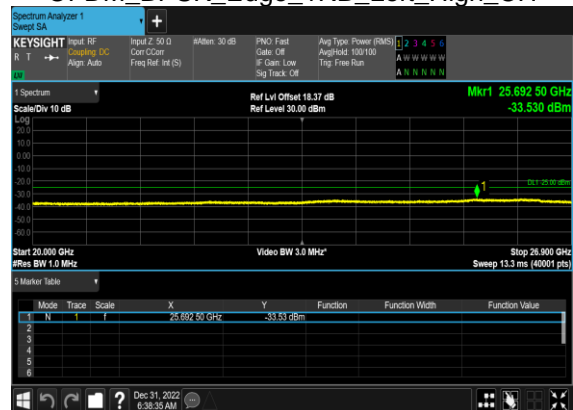 Spectrum Analyzer 1
Swept SA
+
KEYSIGHT Input: RF Input Z: 50 Ω #Atten: 30 dB PNO: Fast Avg Type: Power (RMS) 1 2 3 4 5 6
R T Coupling: DC Corr CCorr Gate: Off Avg|Hold: 100/100 A W W W W W
Align: Auto Freq Ref: Int (S) IF Gain: Low Trig: Free Run
LW Sig Track: Off A N N N N N
1 Spectrum Ref Lvl Offset 18.37 dB Mkr1 25.692 50 GHz
Scale/Div 10 dB Ref Level 30.00 dBm -33.530 dBm
Log
20.0
10.0
0.00
-10.0
-20.0 1 DL1 -25.00 dBm
-30.0
-40.0
-50.0
-60.0
Start 20.000 GHz Video BW 3.0 MHz* Stop 26.900 GHz
#Res BW 1.0 MHz Sweep 13.3 ms (40001 pts)
5 Marker Table
Mode Trace Scale X Y Function Function Width Function Value
1 N 1 f 25.692 50 GHz -33.53 dBm
2
3
4
5
6
? Dec 31, 2022
6:38:35 AM